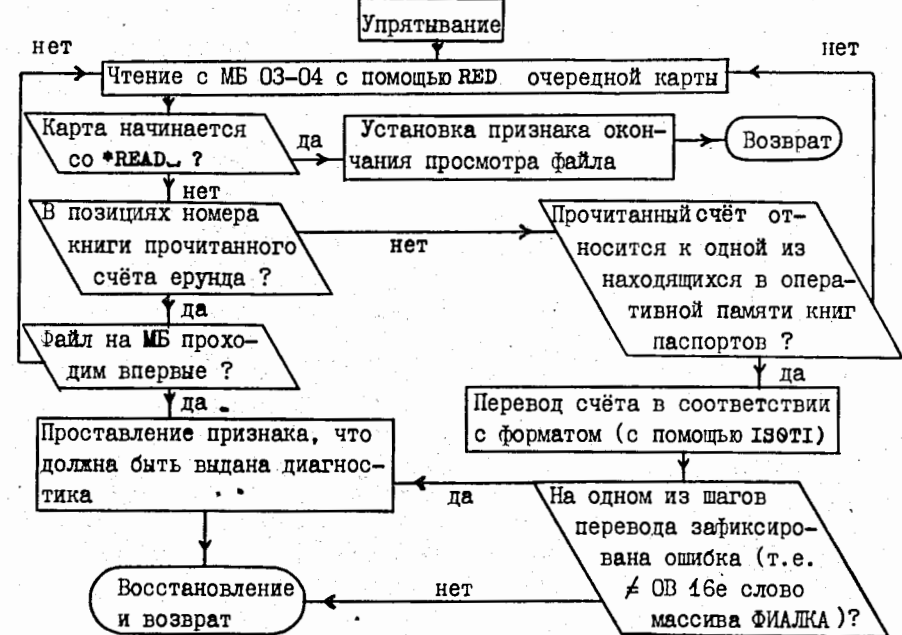 Упрятывание
нет
нет
Чтение с МБ 03-04 с помощью RED очередной карты
Карта начинается
со *READ␣ ?
да
Установка признака окон-
чания просмотра файла
Возврат
нет
В позициях номера
книги прочитанного
счёта ерунда ?
нет
Прочитанный счёт от-
носится к одной из
находящихся в опера-
тивной памяти книг
паспортов ?
да
Файл на МБ прохо-
дим впервые ?
да
да
Перевод счёта в соответствии
с форматом (с помощью ISOTI)
Проставление признака, что
должна быть выдана диагнос-
тика
да
На одном из шагов
перевода зафиксиро-
вана ошибка (т.е.
≠ ОВ 16е слово
массива ФИАЛКА)?
нет
Восстановление
и возврат